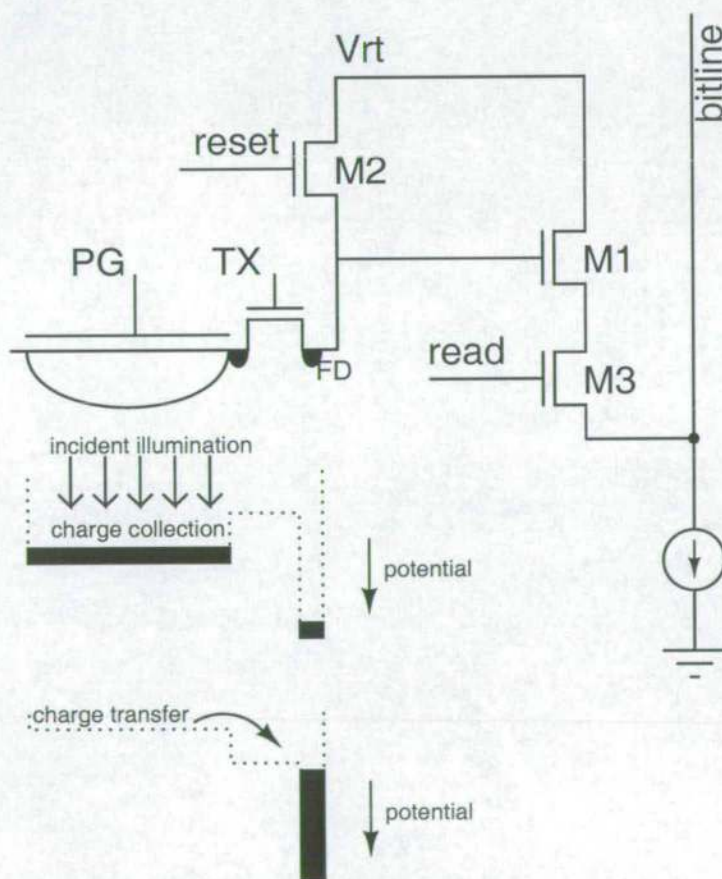 Vrt
bitline
reset
M2
PG
TX
M1
FD
read
M3
incident illumination
charge collection
potential
charge transfer
potential